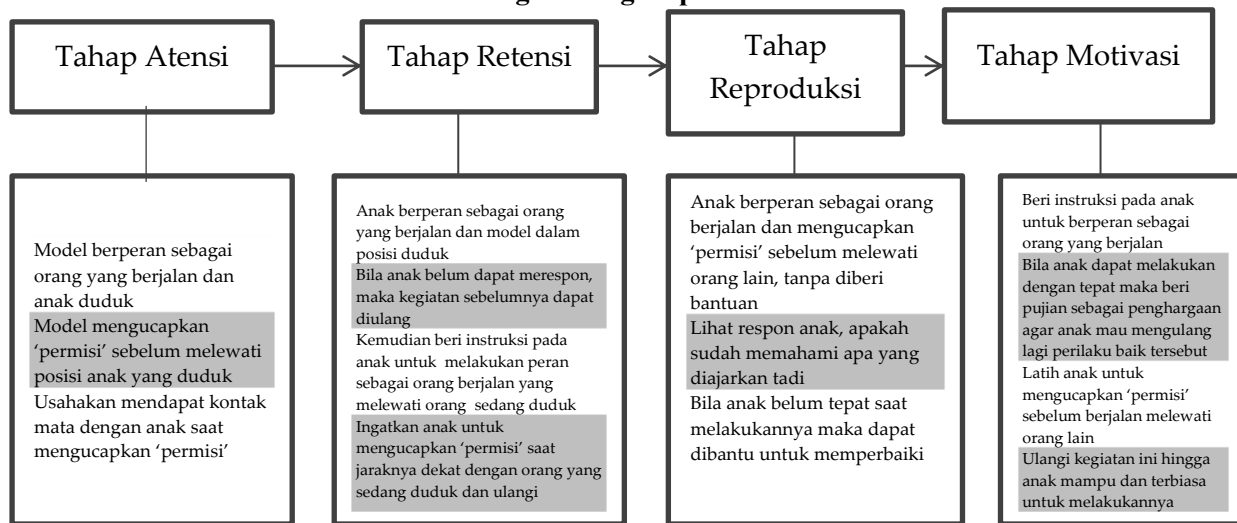 Tahap Atensi
Tahap Retensi
Tahap
Reproduksi
Tahap Motivasi
Model berperan sebagai
orang yang berjalan dan
anak duduk
Model mengucapkan
‘permisi’ sebelum melewati
posisi anak yang duduk
Usahakan mendapat kontak
mata dengan anak saat
mengucapkan ‘permisi’
Anak berperan sebagai orang
yang berjalan dan model dalam
posisi duduk
Bila anak belum dapat merespon,
maka kegiatan sebelumnya dapat
diulang
Kemudian beri instruksi pada
anak untuk melakukan peran
sebagai orang berjalan yang
melewati orang sedang duduk
Ingatkan anak untuk
mengucapkan ‘permisi’ saat
jaraknya dekat dengan orang yang
sedang duduk dan ulangi
Anak berperan sebagai orang
berjalan dan mengucapkan
‘permisi’ sebelum melewati
orang lain, tanpa diberi
bantuan
Lihat respon anak, apakah
sudah memahami apa yang
diajarkan tadi
Bila anak belum tepat saat
melakukannya maka dapat
dibantu untuk memperbaiki
Beri instruksi pada anak
untuk berperan sebagai
orang yang berjalan
Bila anak dapat melakukan
dengan tepat maka beri
pujian sebagai penghargaan
agar anak mau mengulang
lagi perilaku baik tersebut
Latih anak untuk
mengucapkan ‘permisi’
sebelum berjalan melewati
orang lain
Ulangi kegiatan ini hingga
anak mampu dan terbiasa
untuk melakukannya